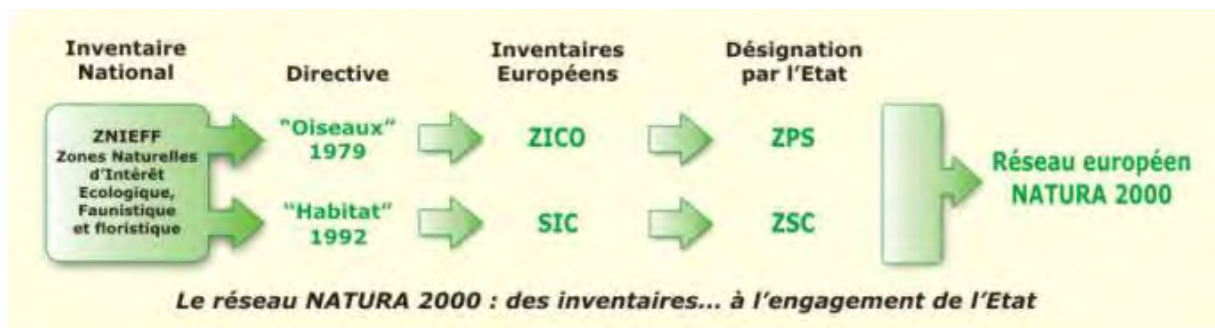 Inventaire
National
Directive
Inventaires
Européens
Désignation
par l'Etat
ZNIEFF
Zones Naturelles
d'Intérêt
Ecologique,
Faunistique
et floristique
"Oiseaux"
1979
ZICO
ZPS
"Habitat"
1992
SIC
ZSC
Réseau européen
NATURA 2000
Le réseau NATURA 2000 : des inventaires... à l'engagement de l'Etat